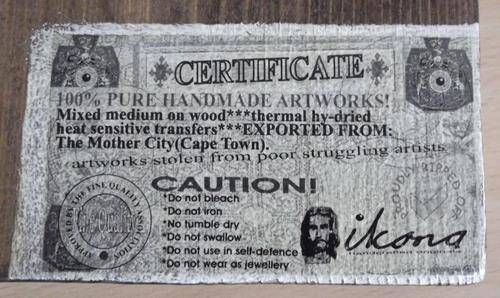 CERTIFICATE
100% PURE HANDMADE ARTWORKS!
Mixed medium on wood***thermal hy-dried
heat sensitive transfers***EXPORTED FROM:
The Mother City(Cape Town).
artworks stolen from poor struggling artists
CAUTION!
*Do not bleach
*Do not iron
*No tumble dry
*Do not swallow
*Do not use in self-defence
*Do not wear as jewellery
ikona